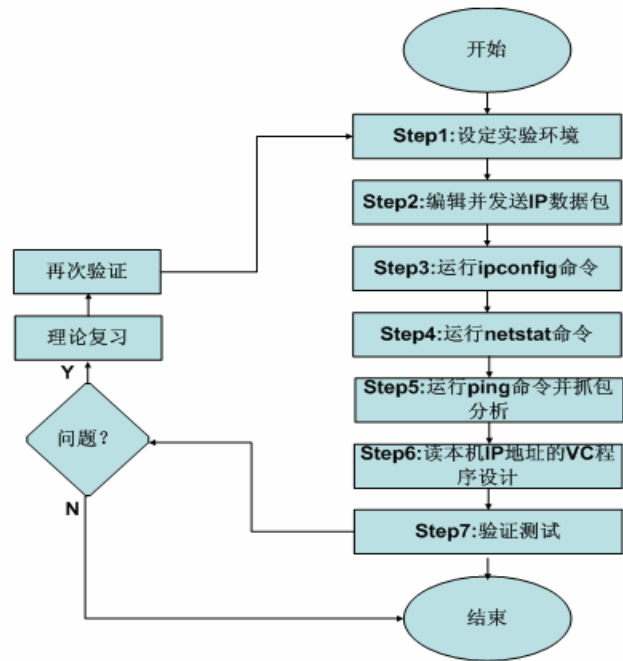 开始
Step1:设定实验环境
Step2:编辑并发送IP数据包
Step3:运行ipconfig命令
Step4:运行netstat命令
Step5:运行ping命令并抓包
分析
Step6:读本机IP地址的VC程
序设计
Step7:验证测试
结束
再次验证
理论复习
Y
问题?
N